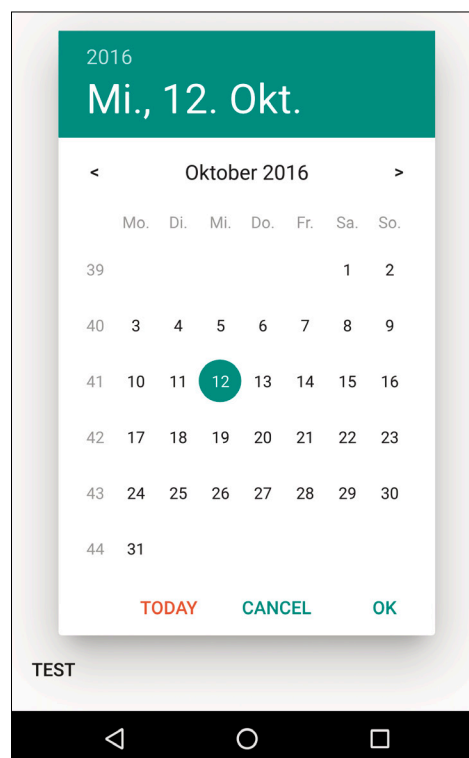 2016
Mi., 12. Okt.
< Oktober 2016 >
Mo. Di. Mi. Do. Fr. Sa. So.
39 1 2
40 3 4 5 6 7 8 9
41 10 11 12 13 14 15 16
42 17 18 19 20 21 22 23
43 24 25 26 27 28 29 30
44 31
TODAY CANCEL OK
TEST